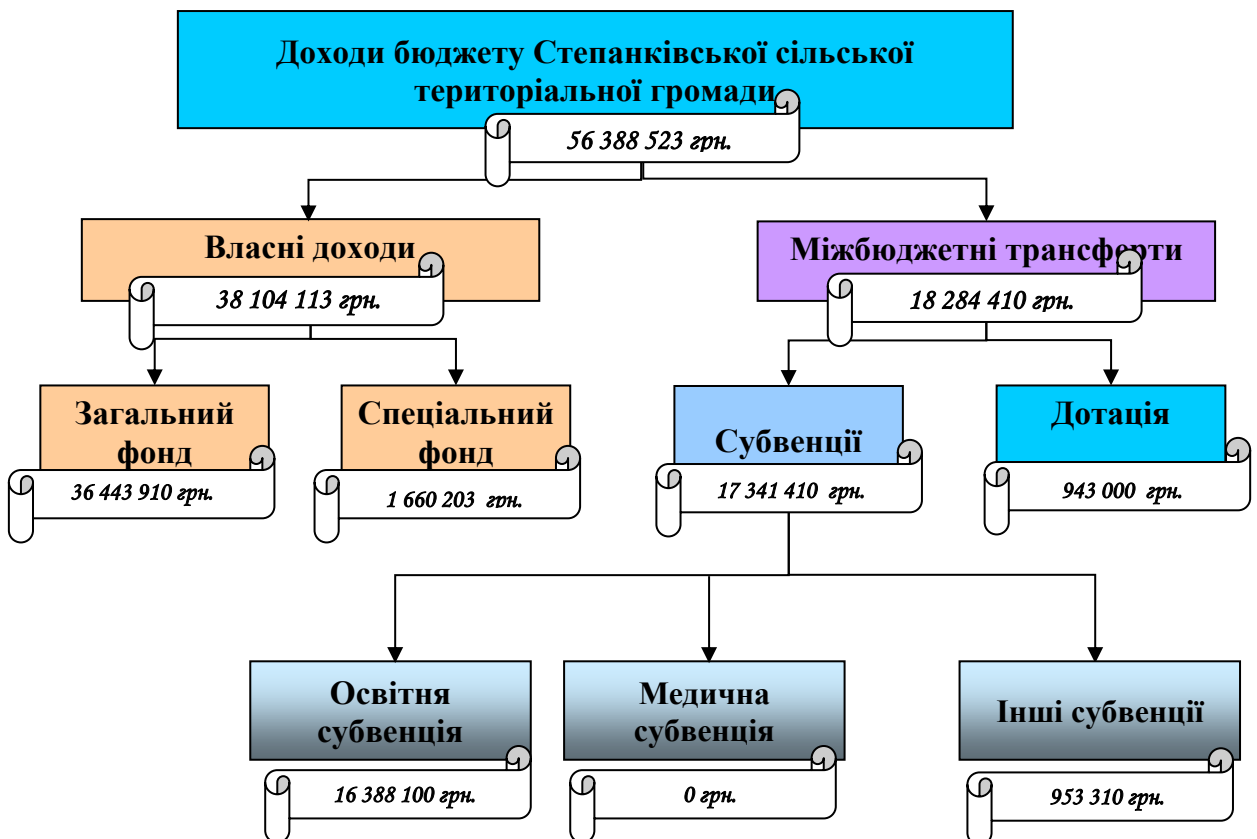 Доходи бюджету Степанківської сільської
територіальної громади
56 388 523 грн.
Власні доходи
38 104 113 грн.
Міжбюджетні трансферти
18 284 410 грн.
Загальний
фонд
36 443 910 грн.
Спеціальний
фонд
1 660 203 грн.
Субвенції
17 341 410 грн.
Дотація
943 000 грн.
Освітня
субвенція
16 388 100 грн.
Медична
субвенція
0 грн.
Інші субвенції
953 310 грн.